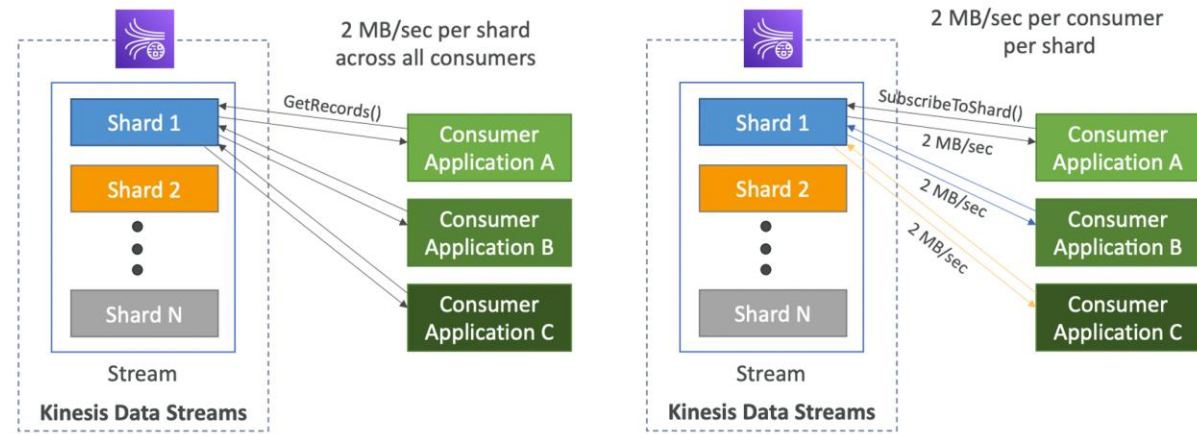 2 MB/sec per shard
across all consumers
GetRecords()
Shard 1
Shard 2
Shard N
Consumer
Application A
Consumer
Application B
Consumer
Application C
Stream
Kinesis Data Streams
2 MB/sec per consumer
per shard
SubscribeToShard()
2 MB/sec
2 MB/sec
2 MB/sec
Shard 1
Shard 2
Shard N
Consumer
Application A
Consumer
Application B
Consumer
Application C
Stream
Kinesis Data Streams